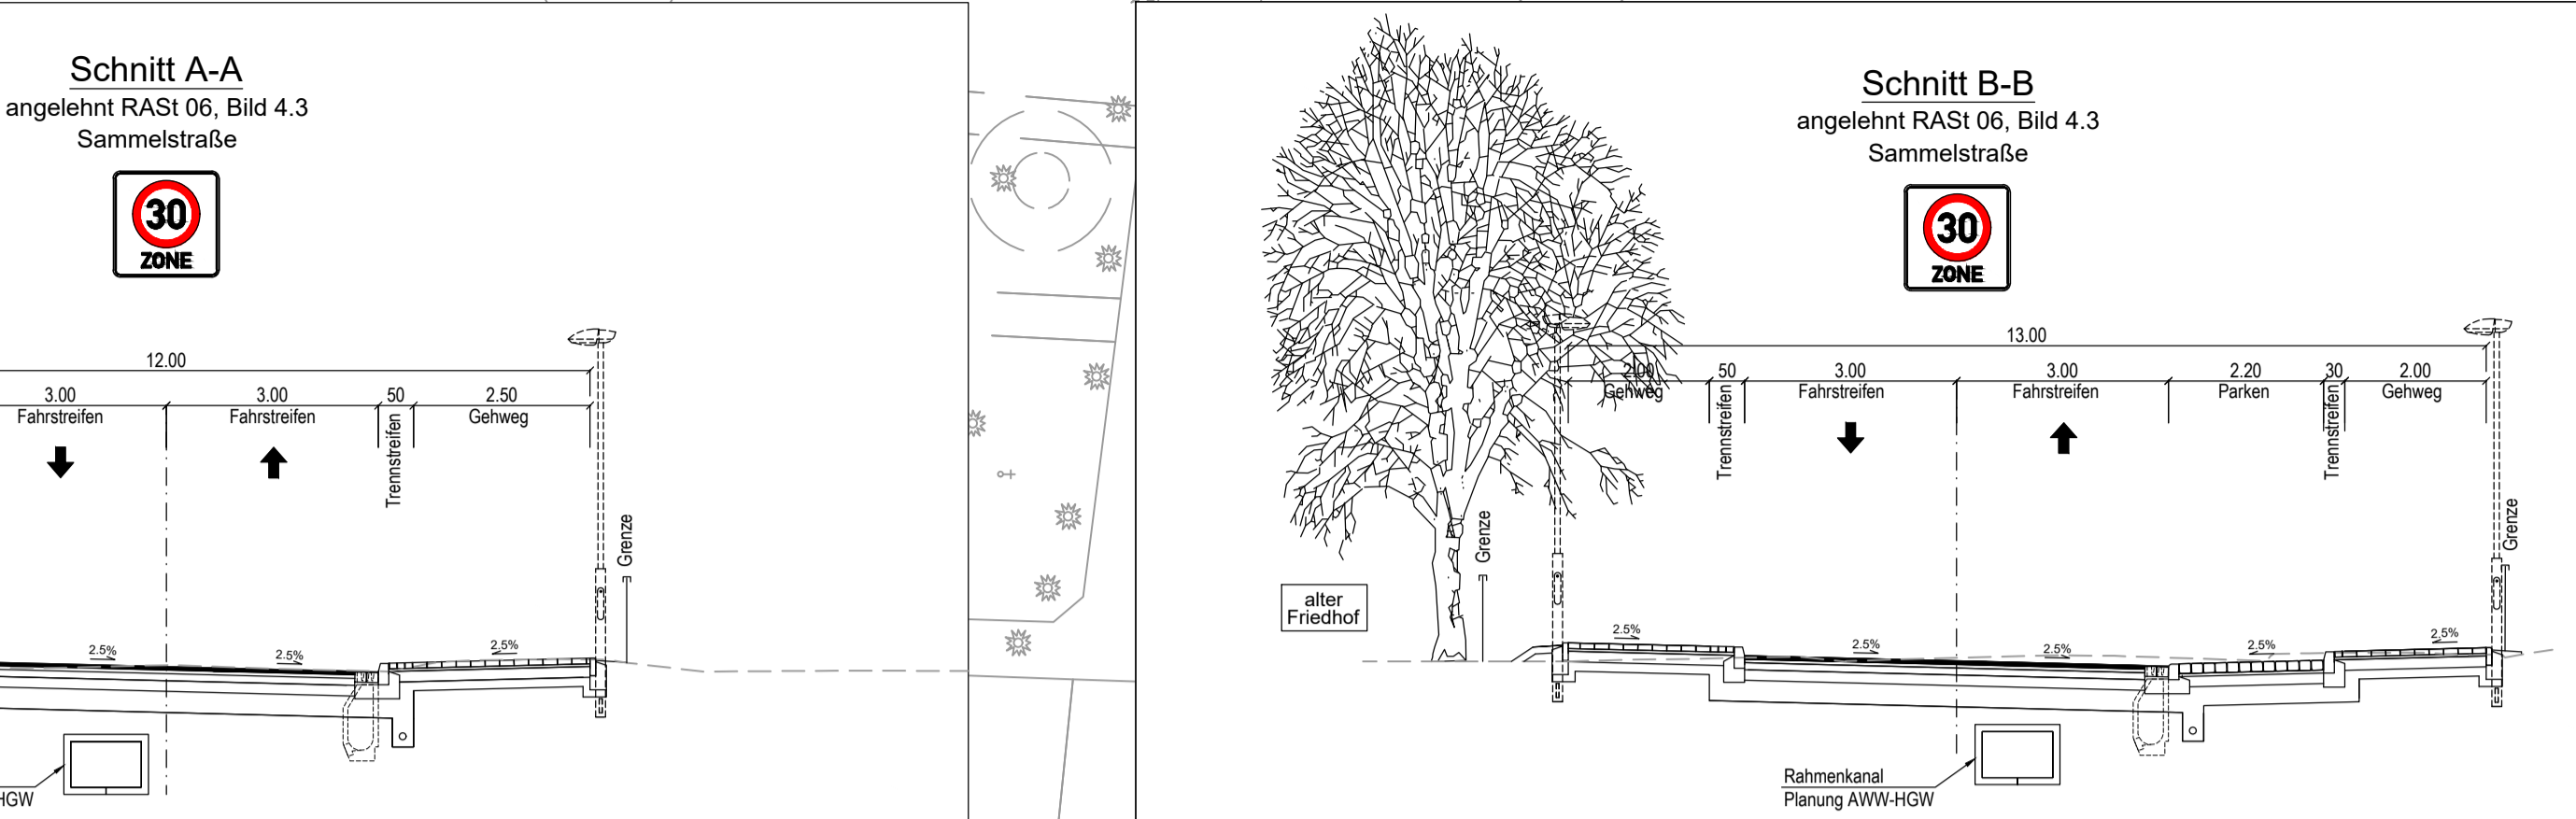 Schnitt A-A
angelehnt RASt 06, Bild 4.3
Sammelstraße
30
ZONE
12.00
3.00
3.00
50
2.50
Fahrstreifen
Fahrstreifen
Trennstreifen
Gehweg
Grenze
2.5%
2.5%
2.5%
HGW
Schnitt B-B
angelehnt RASt 06, Bild 4.3
Sammelstraße
30
ZONE
13.00
2.00
50
3.00
3.00
2.20
30
2.00
Gehweg
Trennstreifen
Fahrstreifen
Fahrstreifen
Parken
Trennstreifen
Gehweg
Grenze
Grenze
alter
Friedhof
2.5%
2.5%
2.5%
2.5%
2.5%
Rahmenkanal
Planung AWW-HGW